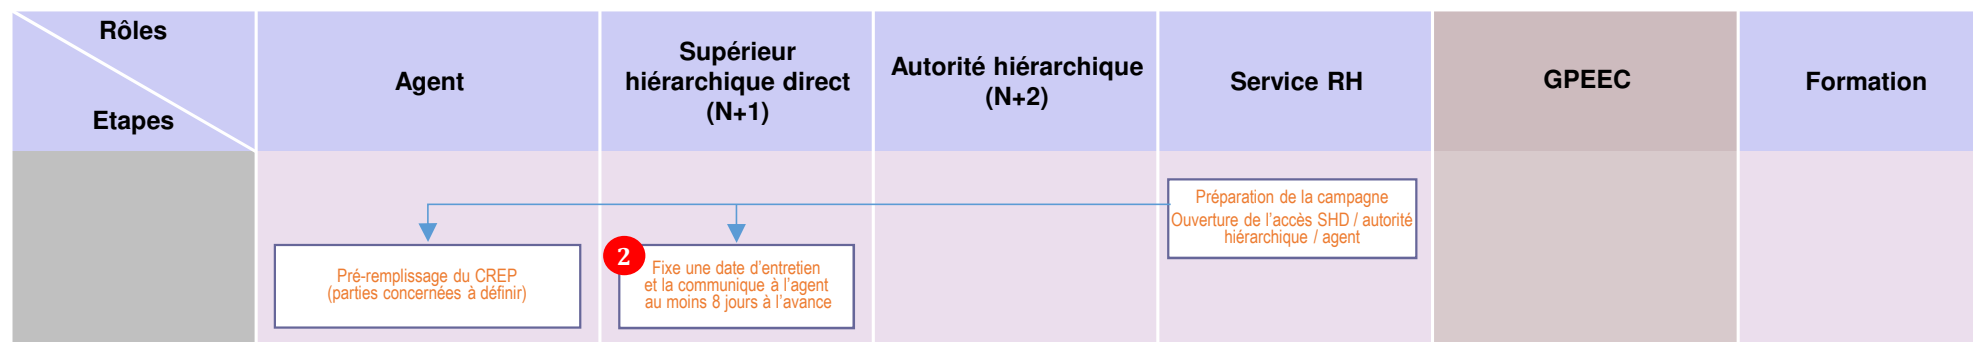 Rôles
Etapes
Agent
Supérieur
hiérarchique direct
(N+1)
Autorité hiérarchique
(N+2)
Service RH
GPEEC
Formation
Préparation de la campagne
Ouverture de l'accès SHD / autorité
hiérarchique / agent
Pré-remplissage du CREP
(parties concernées à définir)
2
Fixe une date d'entretien
et la communique à l'agent
au moins 8 jours à l'avance